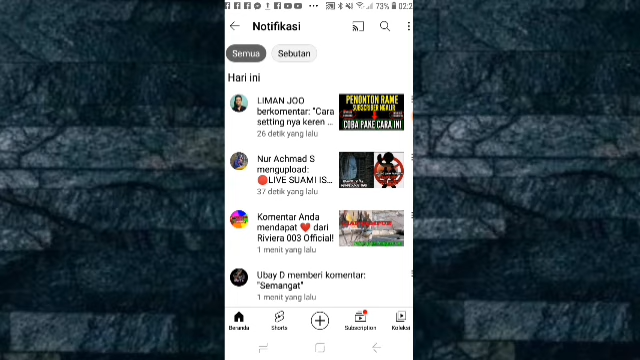 73% 02:2
Notifikasi
Semua
Sebutan
Hari ini
LIMAN JOO
berkomentar: "Cara
setting nya keren ...
26 detik yang lalu
PENONTON RAME
SUBSCRIBER NGALIR
COBA PAKE CARA INI
Nur Achmad S
mengupload:
🔴LIVE SUAMI IS...
37 detik yang lalu
Komentar Anda
mendapat ❤️ dari
Riviera 003 Official!
1 menit yang lalu
Ubay D memberi komentar:
"Semangat"
1 menit yang lalu
Beranda
Shorts
Subscription
Koleksi